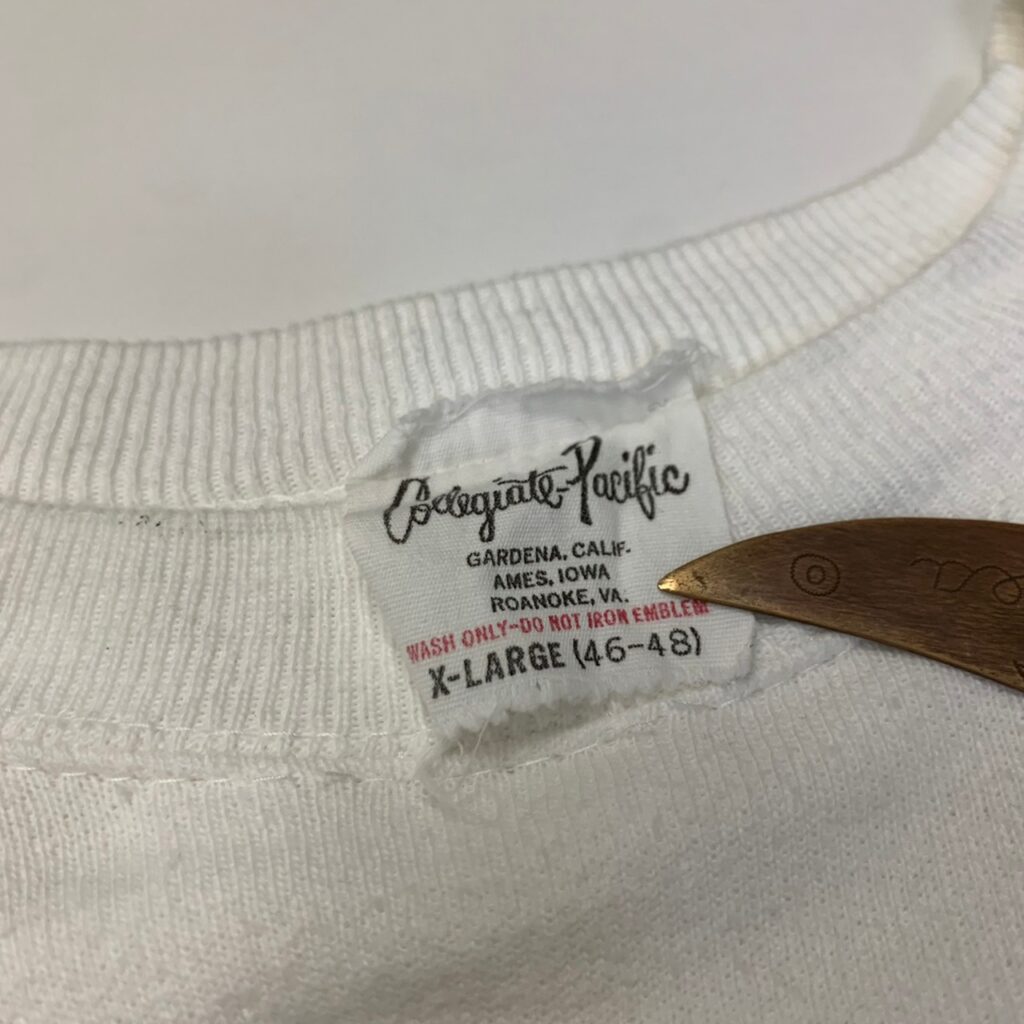 Collegiate-Pacific
GARDENA, CALIF.
AMES, IOWA
ROANOKE, VA.
WASH ONLY-DO NOT IRON EMBLEM
X-LARGE (46-48)